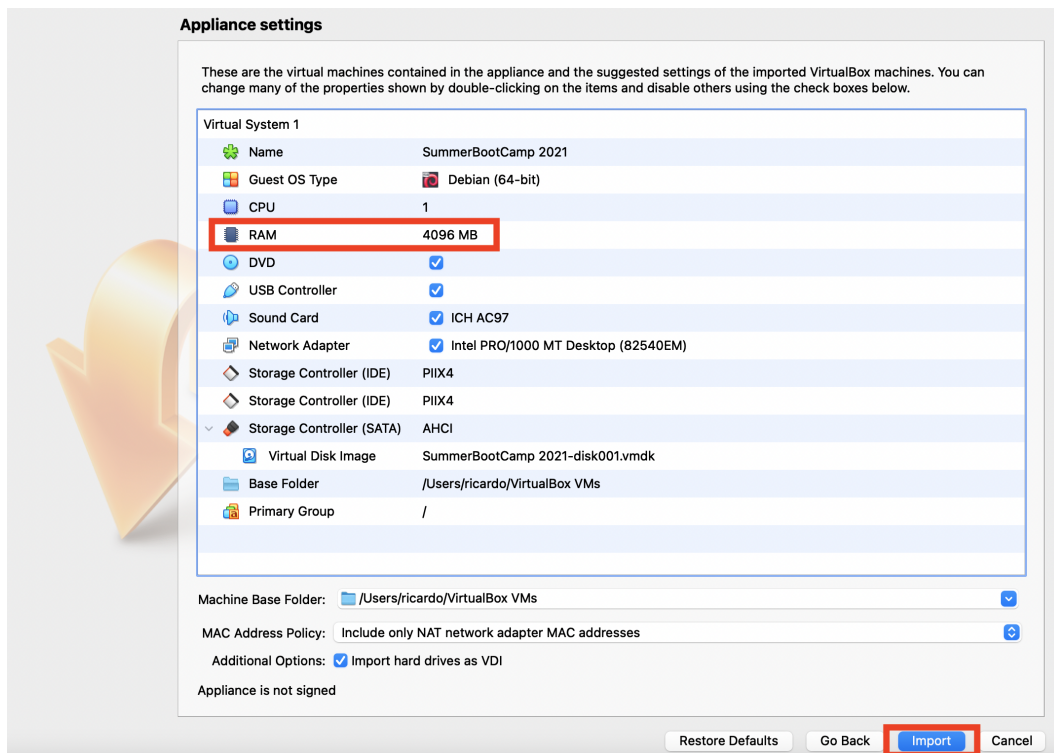 Appliance settings
These are the virtual machines contained in the appliance and the suggested settings of the imported VirtualBox machines. You can
change many of the properties shown by double-clicking on the items and disable others using the check boxes below.
Virtual System 1
Name SummerBootCamp 2021
Guest OS Type Debian (64-bit)
CPU 1
RAM 4096 MB
DVD
USB Controller
Sound Card ICH AC97
Network Adapter Intel PRO/1000 MT Desktop (82540EM)
Storage Controller (IDE) PIIX4
Storage Controller (IDE) PIIX4
Storage Controller (SATA) AHCI
Virtual Disk Image SummerBootCamp 2021-disk001.vmdk
Base Folder /Users/ricardo/VirtualBox VMs
Primary Group /
Machine Base Folder: /Users/ricardo/VirtualBox VMs
MAC Address Policy: Include only NAT network adapter MAC addresses
Additional Options: Import hard drives as VDI
Appliance is not signed
Restore Defaults Go Back Import Cancel